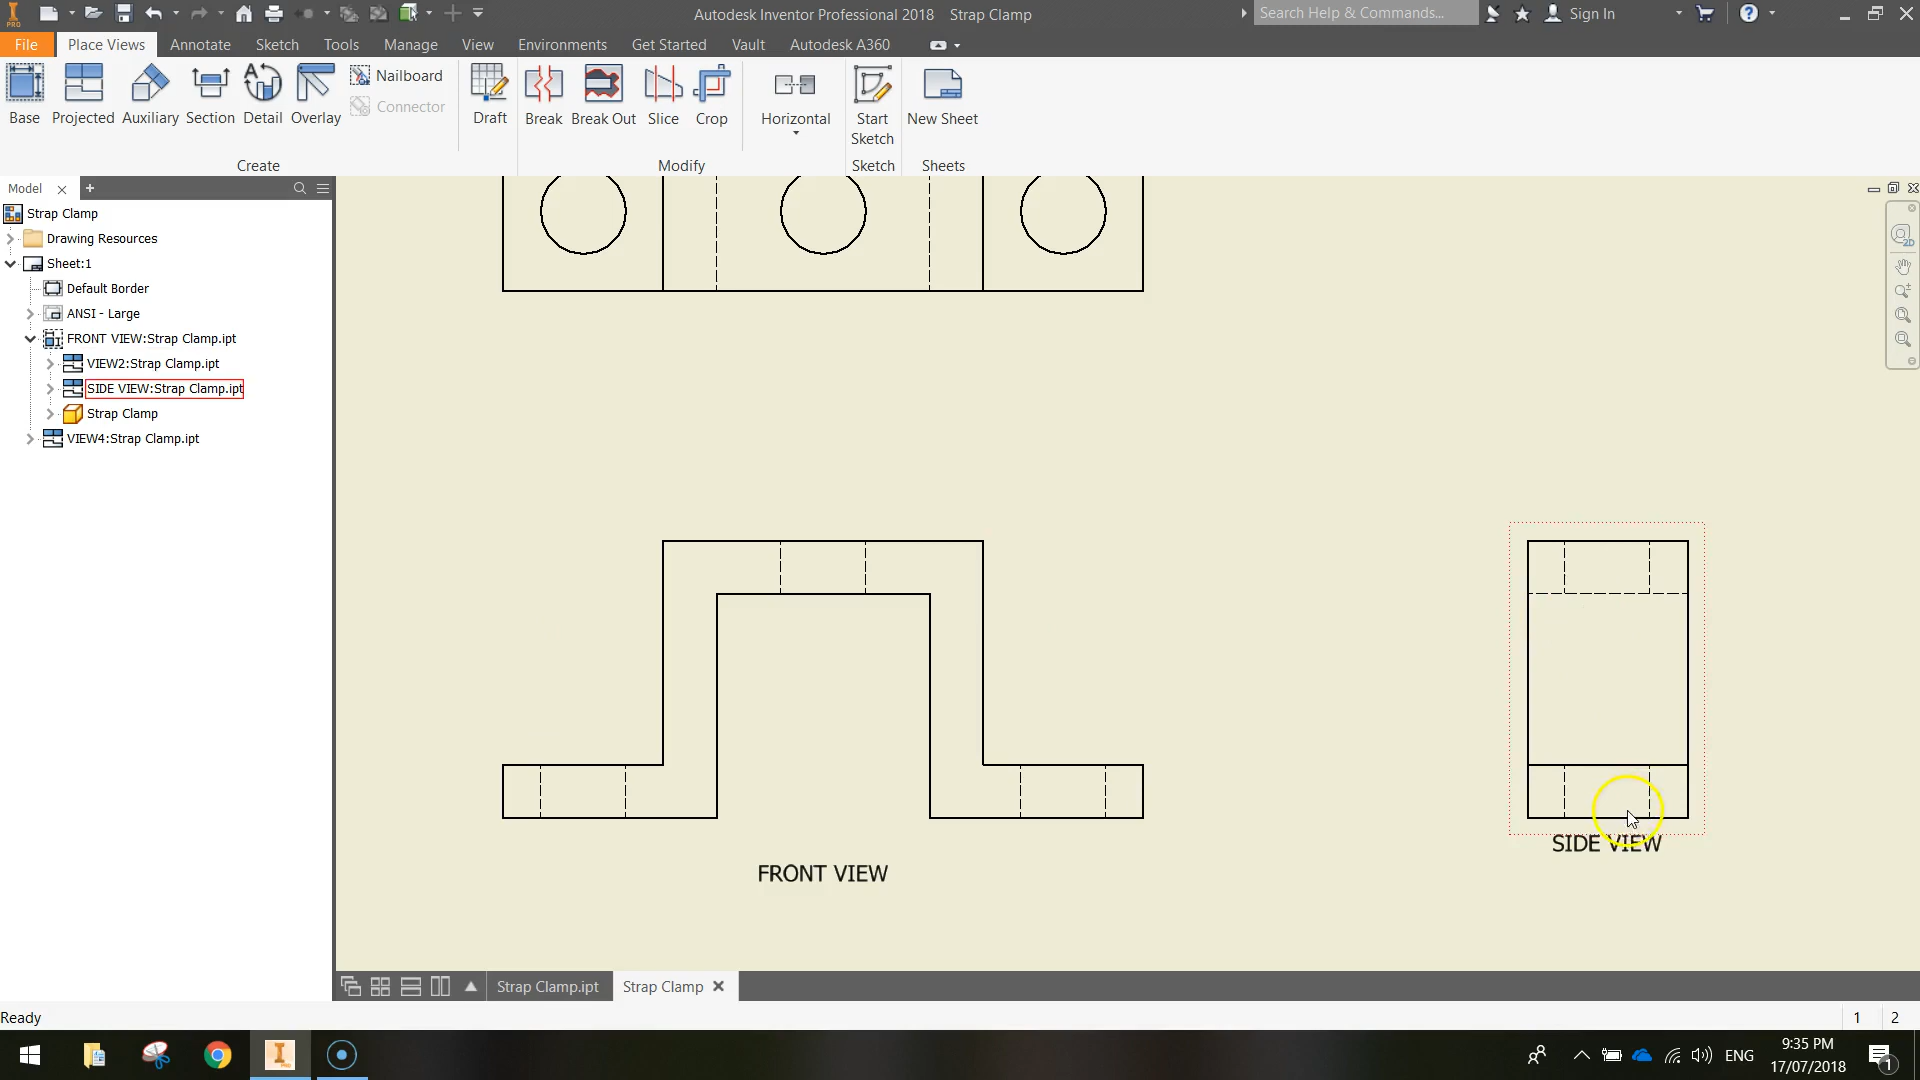 Autodesk Inventor Professional 2018 Strap Clamp
Search Help & Commands...
Sign In
PRO
File Place Views Annotate Sketch Tools Manage View Environments Get Started Vault Autodesk A360
Base Projected Auxiliary Section Detail Overlay
Nailboard
Connector
Draft Break Break Out Slice Crop Horizontal Start Sketch New Sheet
Create Modify Sketch Sheets
Model
Strap Clamp
Drawing Resources
Sheet:1
Default Border
ANSI - Large
FRONT VIEW:Strap Clamp.ipt
VIEW2:Strap Clamp.ipt
SIDE VIEW:Strap Clamp.ipt
Strap Clamp
VIEW4:Strap Clamp.ipt
2D
SIDE VIEW
FRONT VIEW
Strap Clamp.ipt Strap Clamp
Ready
1 2
ENG
9:35 PM
17/07/2018
1